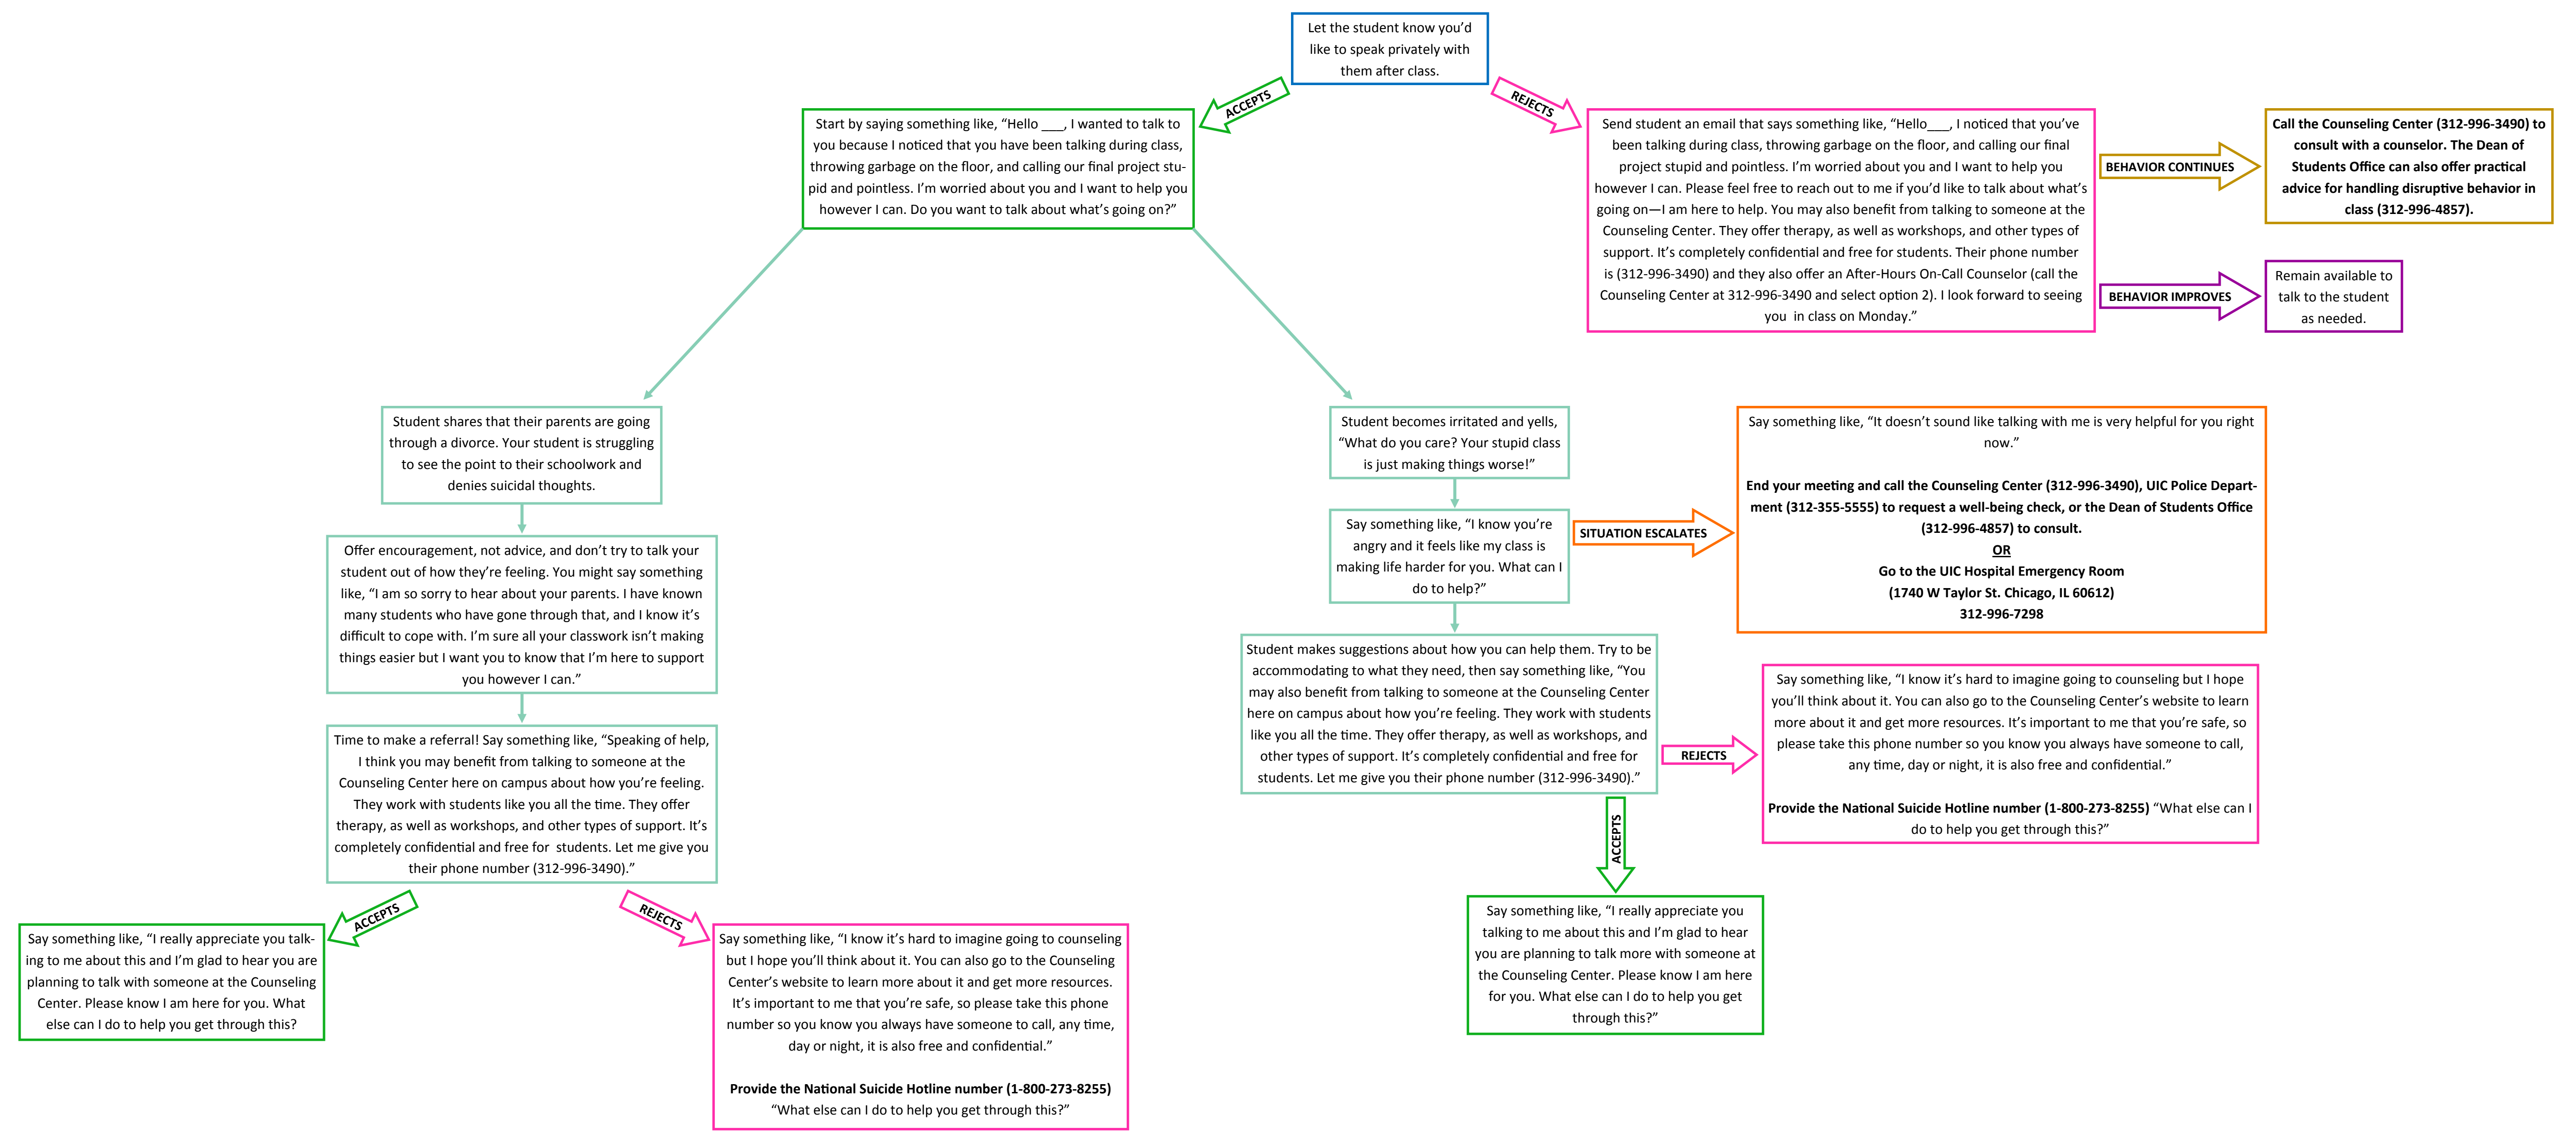 Let the student know you’d
like to speak privately with
them after class.
ACCEPTS
REJECTS
Start by saying something like, “Hello ___, I wanted to talk to
you because I noticed that you have been talking during class,
throwing garbage on the floor, and calling our final project stu-
pid and pointless. I’m worried about you and I want to help you
however I can. Do you want to talk about what’s going on?”
Send student an email that says something like, “Hello___, I noticed that you’ve
been talking during class, throwing garbage on the floor, and calling our final
project stupid and pointless. I’m worried about you and I want to help you
however I can. Please feel free to reach out to me if you’d like to talk about what’s
going on—I am here to help. You may also benefit from talking to someone at the
Counseling Center. They offer therapy, as well as workshops, and other types of
support. It’s completely confidential and free for students. Their phone number
is (312-996-3490) and they also offer an After-Hours On-Call Counselor (call the
Counseling Center at 312-996-3490 and select option 2). I look forward to seeing
you  in class on Monday.”
BEHAVIOR CONTINUES
Call the Counseling Center (312-996-3490) to
consult with a counselor. The Dean of
Students Office can also offer practical
advice for handling disruptive behavior in
class (312-996-4857).
BEHAVIOR IMPROVES
Remain available to
talk to the student
as needed.
Student shares that their parents are going
through a divorce. Your student is struggling
to see the point to their schoolwork and
denies suicidal thoughts.
Offer encouragement, not advice, and don’t try to talk your
student out of how they’re feeling. You might say something
like, “I am so sorry to hear about your parents. I have known
many students who have gone through that, and I know it’s
difficult to cope with. I’m sure all your classwork isn’t making
things easier but I want you to know that I’m here to support
you however I can.”
Time to make a referral! Say something like, “Speaking of help,
I think you may benefit from talking to someone at the
Counseling Center here on campus about how you’re feeling.
They work with students like you all the time. They offer
therapy, as well as workshops, and other types of support. It’s
completely confidential and free for  students. Let me give you
their phone number (312-996-3490).”
ACCEPTS
REJECTS
Say something like, “I really appreciate you talk-
ing to me about this and I’m glad to hear you are
planning to talk with someone at the Counseling
Center. Please know I am here for you. What
else can I do to help you get through this?
Say something like, “I know it’s hard to imagine going to counseling
but I hope you’ll think about it. You can also go to the Counseling
Center’s website to learn more about it and get more resources.
It’s important to me that you’re safe, so please take this phone
number so you know you always have someone to call, any time,
day or night, it is also free and confidential.”
Provide the National Suicide Hotline number (1-800-273-8255)
“What else can I do to help you get through this?”
Student becomes irritated and yells,
“What do you care? Your stupid class
is just making things worse!”
Say something like, “I know you’re
angry and it feels like my class is
making life harder for you. What can I
do to help?”
SITUATION ESCALATES
Say something like, “It doesn’t sound like talking with me is very helpful for you right
now.”
End your meeting and call the Counseling Center (312-996-3490), UIC Police Depart-
ment (312-355-5555) to request a well-being check, or the Dean of Students Office
(312-996-4857) to consult.
OR
Go to the UIC Hospital Emergency Room
(1740 W Taylor St. Chicago, IL 60612)
312-996-7298
Student makes suggestions about how you can help them. Try to be
accommodating to what they need, then say something like, “You
may also benefit from talking to someone at the Counseling Center
here on campus about how you’re feeling. They work with students
like you all the time. They offer therapy, as well as workshops, and
other types of support. It’s completely confidential and free for
students. Let me give you their phone number (312-996-3490).”
REJECTS
Say something like, “I know it’s hard to imagine going to counseling but I hope
you’ll think about it. You can also go to the Counseling Center’s website to learn
more about it and get more resources. It’s important to me that you’re safe, so
please take this phone number so you know you always have someone to call,
any time, day or night, it is also free and confidential.”
Provide the National Suicide Hotline number (1-800-273-8255) “What else can I
do to help you get through this?”
ACCEPTS
Say something like, “I really appreciate you
talking to me about this and I’m glad to hear
you are planning to talk more with someone at
the Counseling Center. Please know I am here
for you. What else can I do to help you get
through this?”